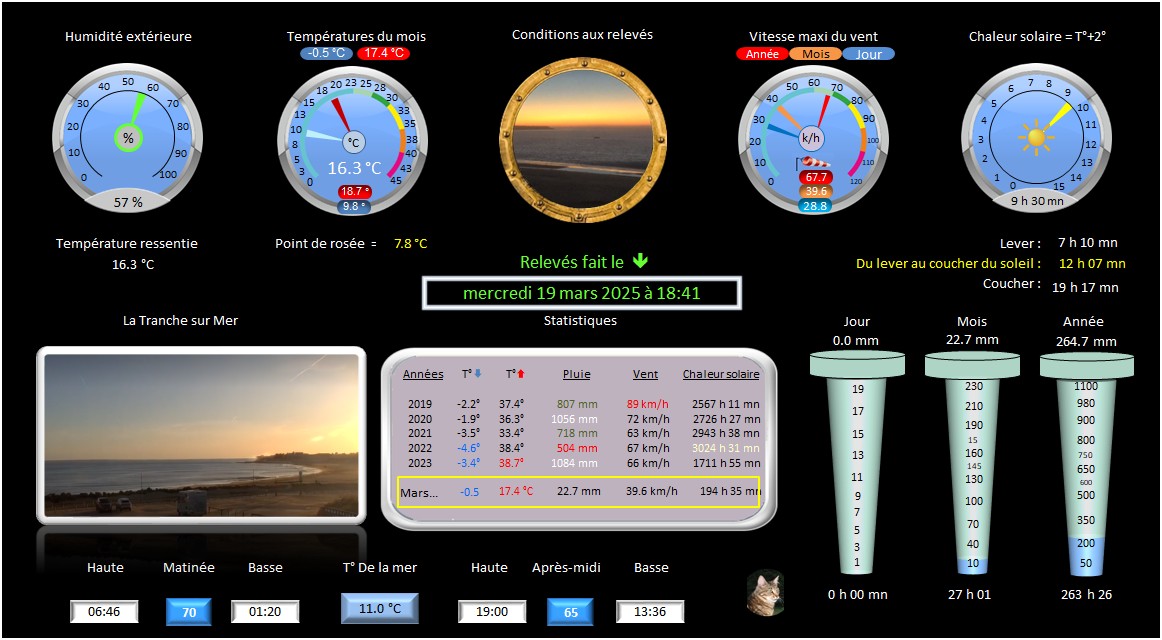 Humidité extérieure
Températures du mois
-0.5 °C 17.4 °C
Conditions aux relevés
Vitesse maxi du vent
Année Mois Jour
Chaleur solaire = T°+2°
0 10 20 30 40 50 60 70 80 90 100
%
57 %
0 3 5 8 10 13 15 18 20 23 25 28 30 33 35 38 40 43 45
°C
16.3 °C
18.7 °
9.8 °
0 10 20 30 40 50 60 70 80 90 100 110 120
k/h
67.7
39.6
28.8
0 1 2 3 4 5 6 7 8 9 10 11 12 13 14 15
9 h 30 mn
Température ressentie
16.3 °C
Point de rosée = 7.8 °C
Relevés fait le
mercredi 19 mars 2025 à 18:41
Lever : 7 h 10 mn
Du lever au coucher du soleil : 12 h 07 mn
Coucher : 19 h 17 mn
La Tranche sur Mer
Statistiques
Années T° T° Pluie Vent Chaleur solaire
2019 -2.2° 37.4° 807 mm 89 km/h 2567 h 11 mn
2020 -1.9° 36.3° 1056 mm 72 km/h 2726 h 27 mn
2021 -3.5° 33.4° 718 mm 63 km/h 2943 h 38 mn
2022 -4.6° 38.4° 504 mm 67 km/h 3024 h 31 mn
2023 -3.4° 38.7° 1084 mm 66 km/h 1711 h 55 mn
Mars... -0.5 17.4 °C 22.7 mm 39.6 km/h 194 h 35 mn
Jour
0.0 mm
19
17
15
13
11
9
7
5
3
1
0 h 00 mn
Mois
22.7 mm
230
210
190
15
160
145
130
100
70
40
10
27 h 01
Année
264.7 mm
1100
980
900
800
750
650
600
500
350
200
50
263 h 26
Haute Matinée Basse
06:46 70 01:20
T° De la mer
11.0 °C
Haute Après-midi Basse
19:00 65 13:36